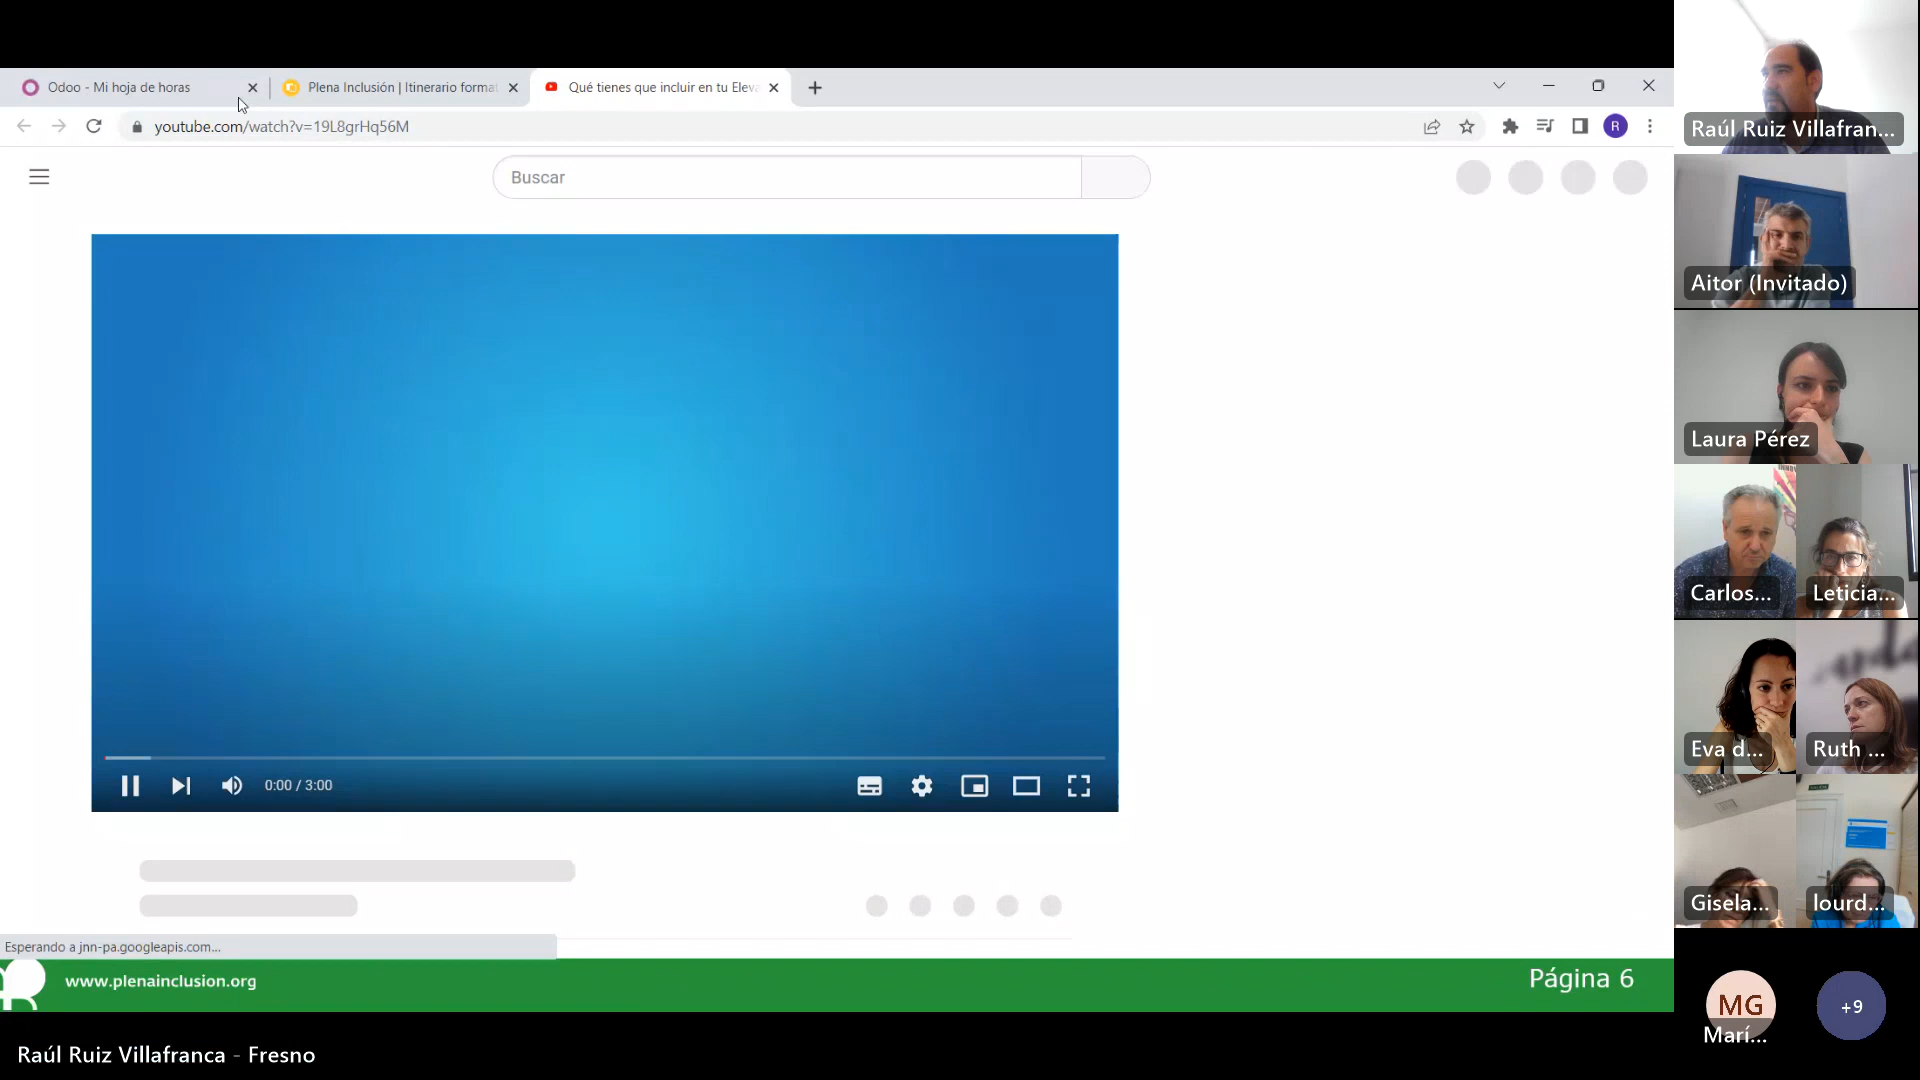 Odoo - Mi hoja de horas
Plena Inclusión | Itinerario format
Qué tienes que incluir en tu Eleva
youtube.com/watch?v=19L8grHq56M
R
Buscar
0:00 / 3:00
Esperando a jnn-pa.googleapis.com...
www.plenainclusion.org
Página 6
Raúl Ruiz Villafranca - Fresno
Raúl Ruiz Villafran...
Aitor (Invitado)
Laura Pérez
Carlos...
Leticia...
Eva d...
Ruth ...
Gisela...
lourd...
MG
Marí...
+9